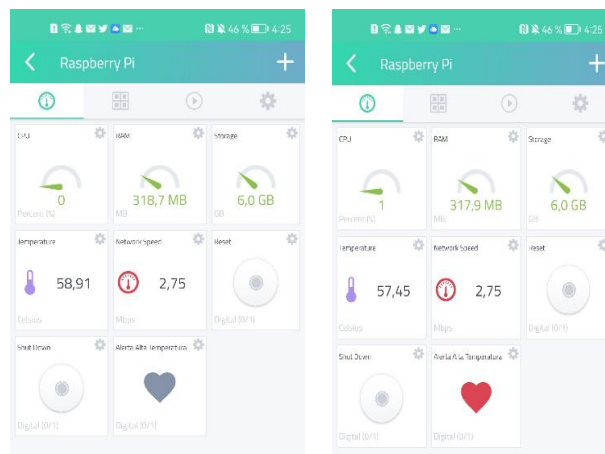 46 % 4:25
Raspberry Pi
CPU
RAM
Storage
0
318,7 MB
6,0 GB
Percent (%)
MB
GB
Temperature
Network Speed
Reset
58,91
2,75
Celsius
Mbps
Digital (0/1)
Shut Down
Alerta Alta Temperatura
Digital (0/1)
Digital (0/1)
46 % 4:25
Raspberry Pi
CPU
RAM
Storage
1
317,9 MB
6,0 GB
Percent (%)
MB
GB
Temperature
Network Speed
Reset
57,45
2,75
Celsius
Mbps
Digital (0/1)
Shut Down
Alerta Alta Temperatura
Digital (0/1)
Digital (0/1)